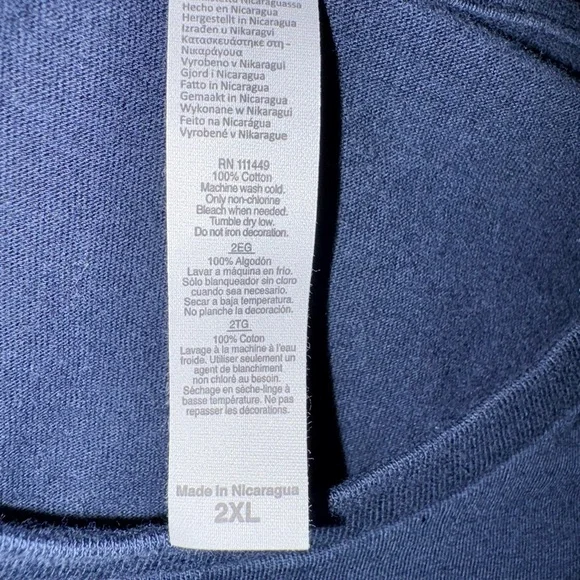 Hecho en Nicaragua
Hergestellt in Nicaragua
Izrađen u Nikaragvi
Κατασκευάστηκε στη -
Νικαράγουα
Vyrobeno v Nikaragui
Gjord i Nicaragua
Fatto in Nicaragua
Gemaakt in Nicaragua
Wykonane w Nikaragui
Feito na Nicarágua
Vyrobené v Nikarague
RN 111449
100% Cotton
Machine wash cold.
Only non-chlorine
Bleach when needed.
Tumble dry low.
Do not iron decoration.
2EG
100% Algodón
Lavar a máquina en frío.
Sólo blanqueador sin cloro
cuando sea necesario.
Secar a baja temperatura.
No planche la decoración.
2TG
100% Coton
Lavage à la machine à l'eau
froide. Utiliser seulement un
agent de blanchiment
non chloré au besoin.
Séchage en sèche-linge à
basse température. Ne pas
repasser les décorations.
Made in Nicaragua
2XL